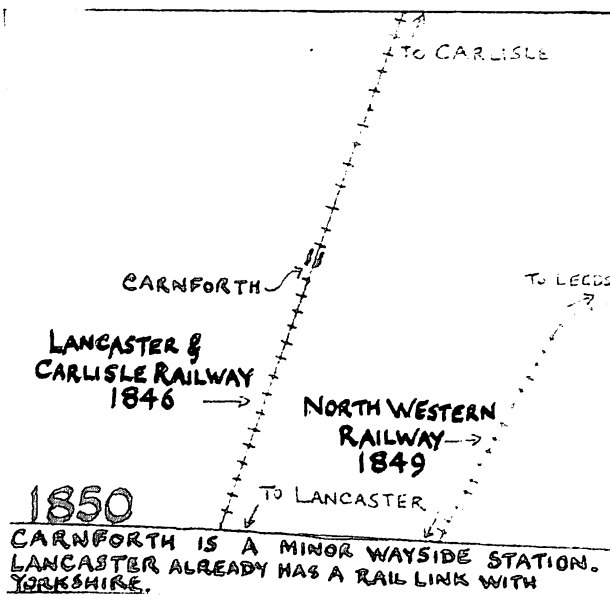 TO CARLISLE
CARNFORTH
TO LEEDS
LANCASTER &
CARLISLE RAILWAY
1846
NORTH WESTERN
RAILWAY
1849
1850
TO LANCASTER
CARNFORTH IS A MINOR WAYSIDE STATION.
LANCASTER ALREADY HAS A RAIL LINK WITH
YORKSHIRE.